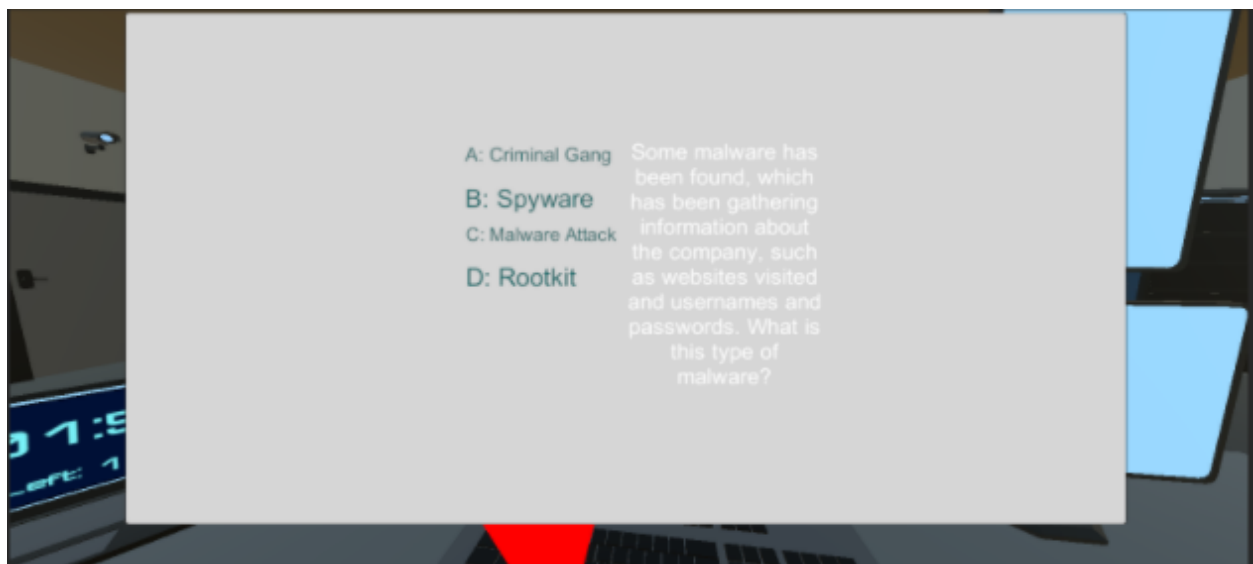 A: Criminal Gang
B: Spyware
C: Malware Attack
D: Rootkit
Some malware has
been found, which
has been gathering
information about
the company, such
as websites visited
and usernames and
passwords. What is
this type of
malware?